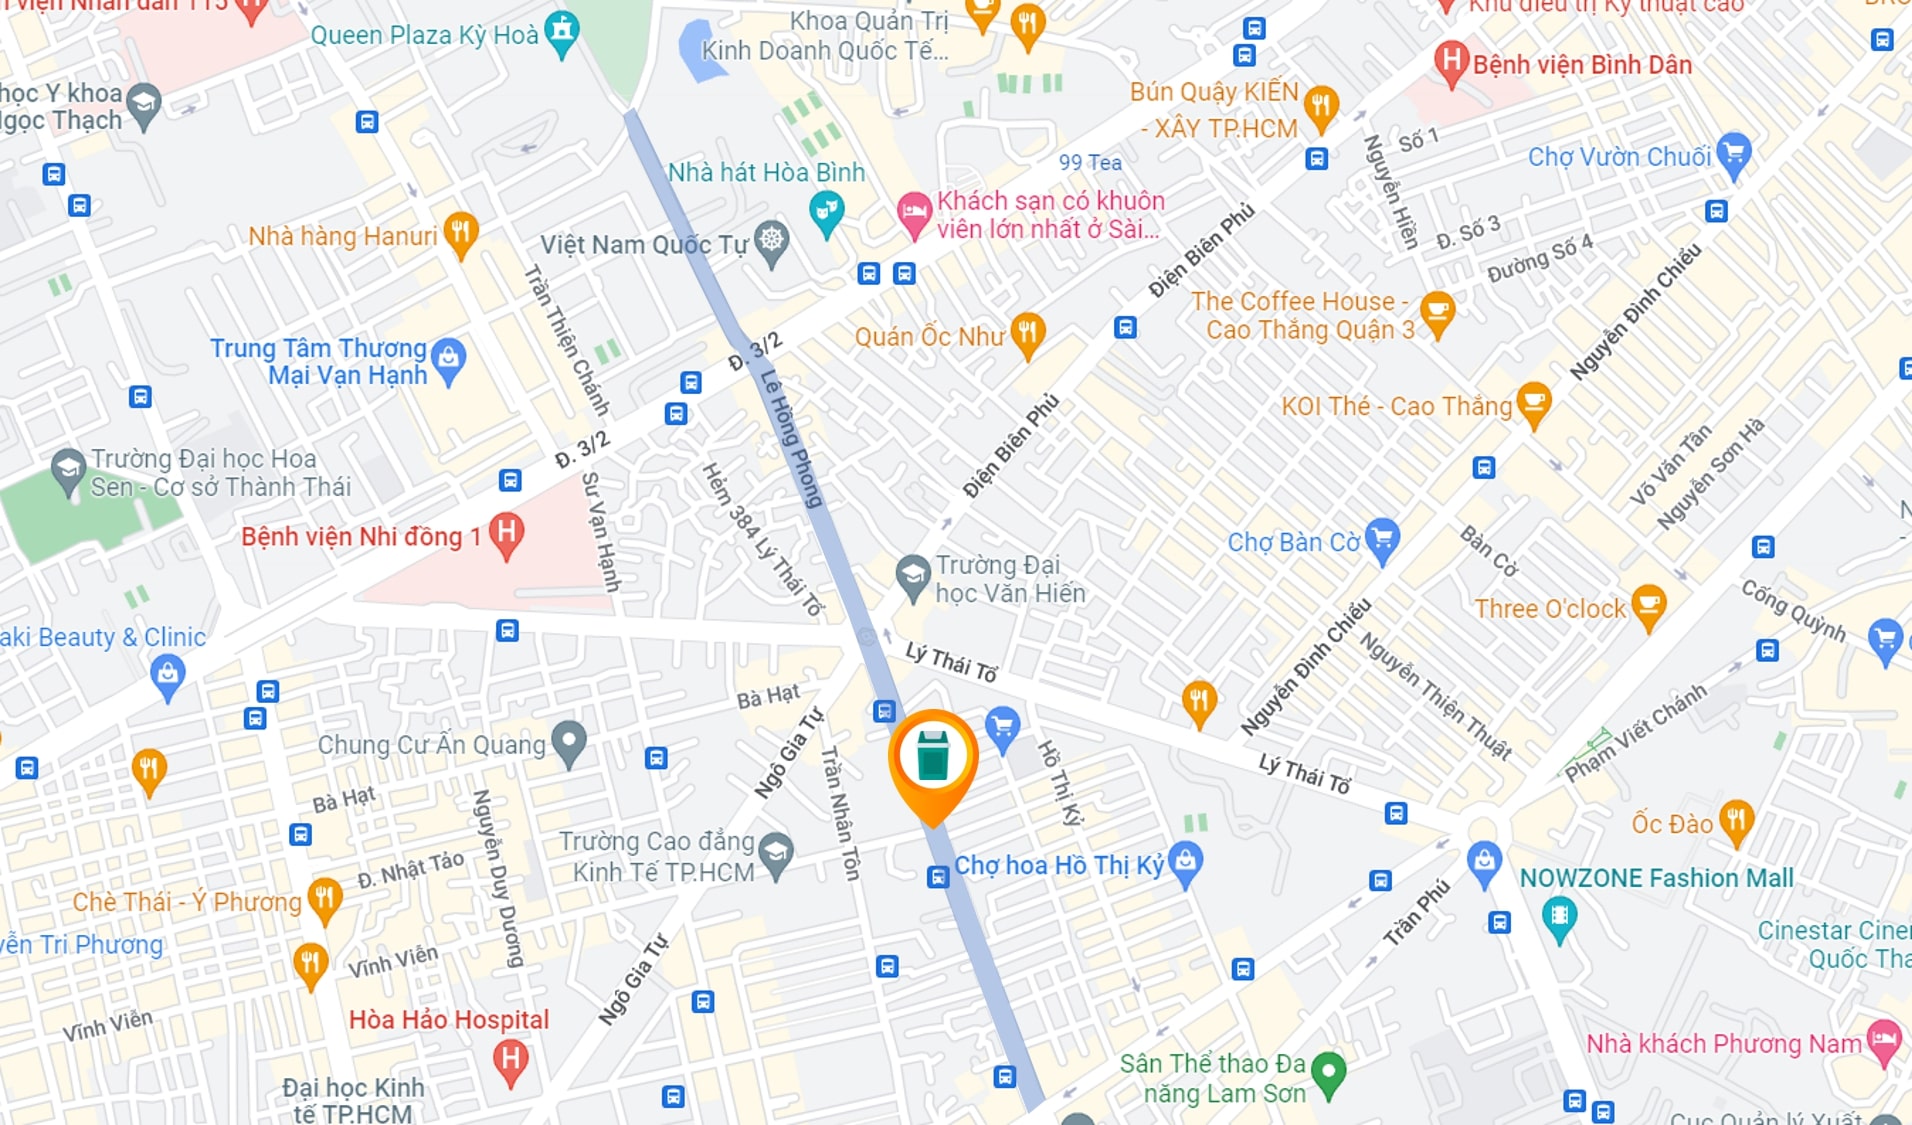 viện Nhân dân 115
Queen Plaza Kỳ Hoà
Khoa Quản Trị
Kinh Doanh Quốc Tế...
Khu điều trị Kỹ thuật cao
Bệnh viện Bình Dân
học Y khoa
Ngọc Thạch
Bún Quậy KIẾN
- XÂY TP.HCM
Số 1
Nguyễn Hiền
Chợ Vườn Chuối
99 Tea
Nhà hát Hòa Bình
Khách sạn có khuôn
viên lớn nhất ở Sài...
Nhà hàng Hanuri
Việt Nam Quốc Tự
Điện Biên Phủ
Đ. Số 3
Đường Số 4
Trần Thiện Chánh
The Coffee House -
Cao Thắng Quận 3
Nguyễn Đình Chiểu
Quán Ốc Như
Trung Tâm Thương
Mại Vạn Hạnh
Đ. 3/2
Lê Hồng Phong
KOI Thé - Cao Thắng
Điện Biên Phủ
Đ. 3/2
Võ Văn Tần
Nguyễn Sơn Hà
Trường Đại học Hoa
Sen - Cơ sở Thành Thái
Sư Vạn Hạnh
Hẻm 384 Lý Thái Tổ
Bệnh viện Nhi đồng 1
Chợ Bàn Cờ
Bàn Cờ
Trường Đại
học Văn Hiến
Three O'clock
Cống Quỳnh
aki Beauty & Clinic
Lý Thái Tổ
Nguyễn Đình Chiểu
Nguyễn Thiện Thuật
Bà Hạt
Chung Cư Ấn Quang
Ngô Gia Tự
Trần Nhân Tôn
Hồ Thị Kỷ
Lý Thái Tổ
Phạm Viết Chánh
Bà Hạt
Nguyễn Duy Dương
Trường Cao đẳng
Kinh Tế TP.HCM
Ốc Đào
Đ. Nhật Tảo
Chợ hoa Hồ Thị Kỷ
NOWZONE Fashion Mall
Chè Thái - Ý Phương
Trần Phú
Cinestar Ciner
Quốc Tha
yễn Tri Phương
Vĩnh Viễn
Ngô Gia Tự
Vĩnh Viễn
Hòa Hảo Hospital
Nhà khách Phương Nam
Sân Thể thao Đa
năng Lam Sơn
Đại học Kinh
tế TP.HCM
Cục Quản lý Xuất